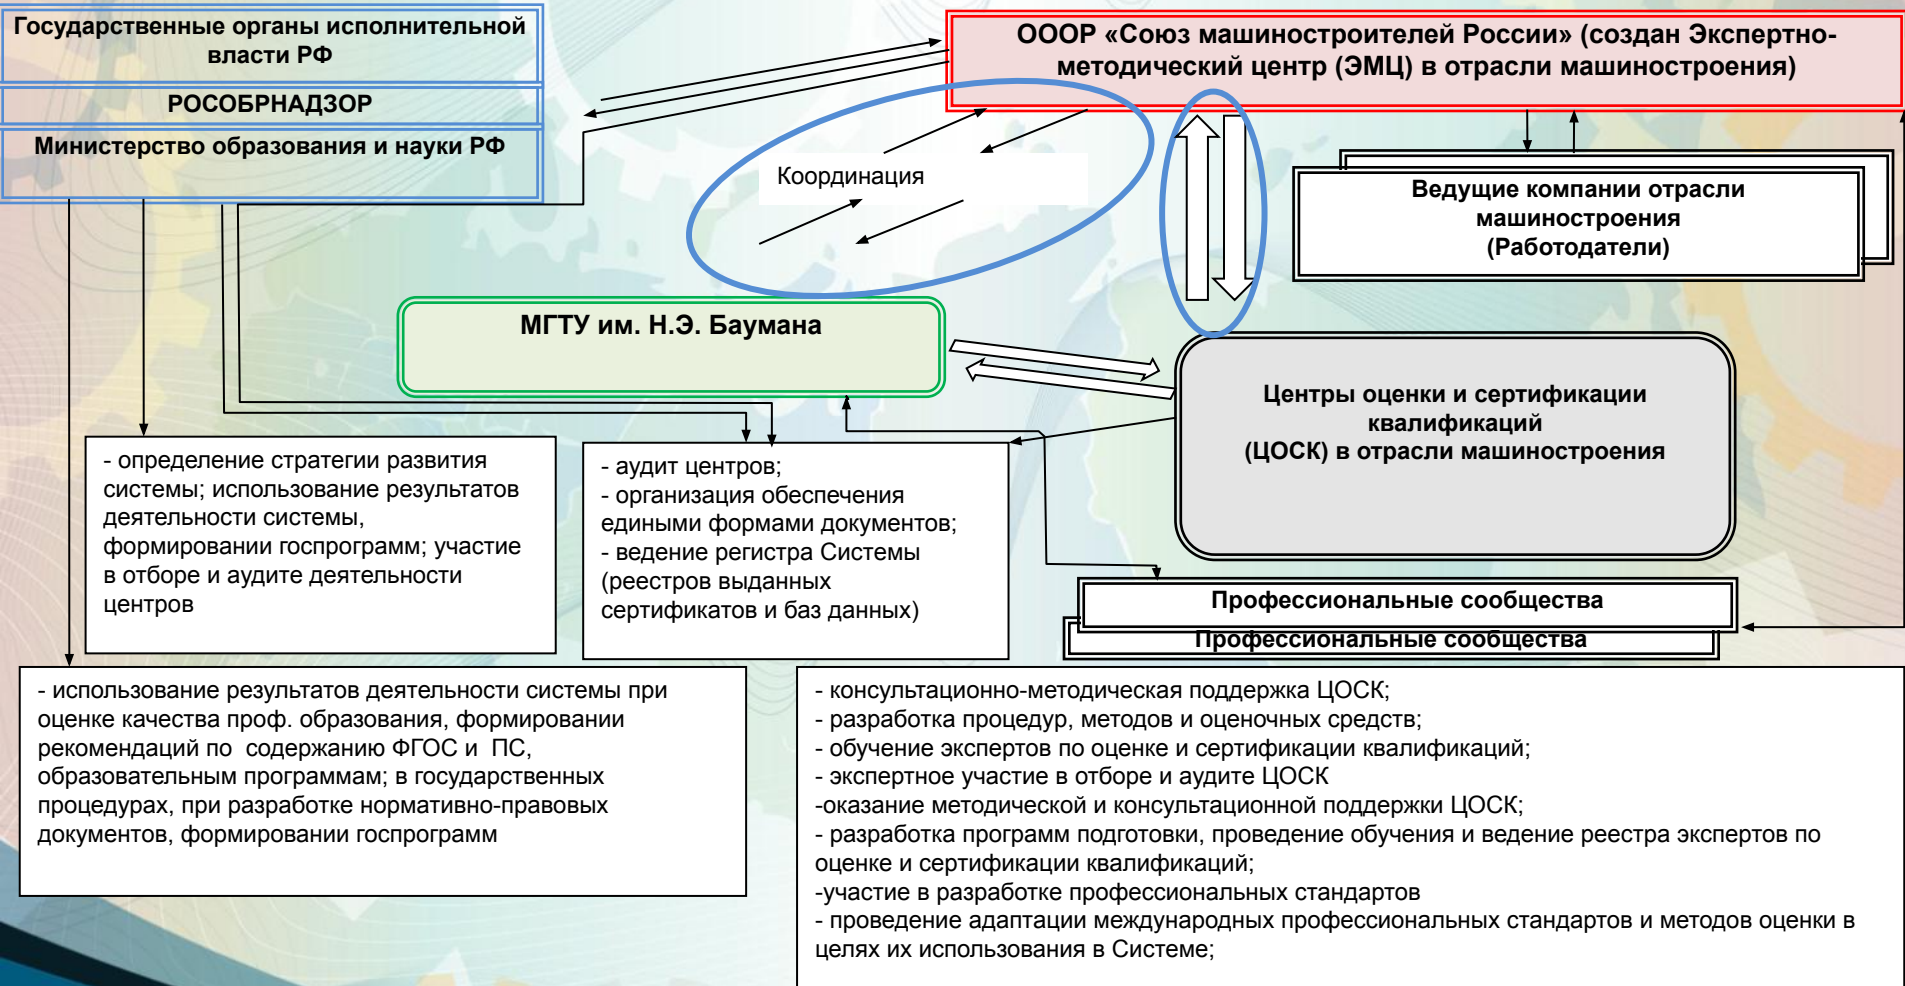 Государственные органы исполнительной
власти РФ
РОСОБРНАДЗОР
Министерство образования и науки РФ
ОООР «Союз машиностроителей России» (создан Экспертно-
методический центр (ЭМЦ) в отрасли машиностроения)
Координация
Ведущие компании отрасли
машиностроения
(Работодатели)
МГТУ им. Н.Э. Баумана
Центры оценки и сертификации
квалификаций
(ЦОСК) в отрасли машиностроения
- определение стратегии развития
системы; использование результатов
деятельности системы,
формировании госпрограмм; участие
в отборе и аудите деятельности
центров
- аудит центров;
- организация обеспечения
едиными формами документов;
- ведение регистра Системы
(реестров выданных
сертификатов и баз данных)
Профессиональные сообщества
Профессиональные сообщества
- использование результатов деятельности системы при
оценке качества проф. образования, формировании
рекомендаций по содержанию ФГОС и ПС,
образовательным программам; в государственных
процедурах, при разработке нормативно-правовых
документов, формировании госпрограмм
- консультационно-методическая поддержка ЦОСК;
- разработка процедур, методов и оценочных средств;
- обучение экспертов по оценке и сертификации квалификаций;
- экспертное участие в отборе и аудите ЦОСК
-оказание методической и консультационной поддержки ЦОСК;
- разработка программ подготовки, проведение обучения и ведение реестра экспертов по
оценке и сертификации квалификаций;
-участие в разработке профессиональных стандартов
- проведение адаптации международных профессиональных стандартов и методов оценки в
целях их использования в Системе;